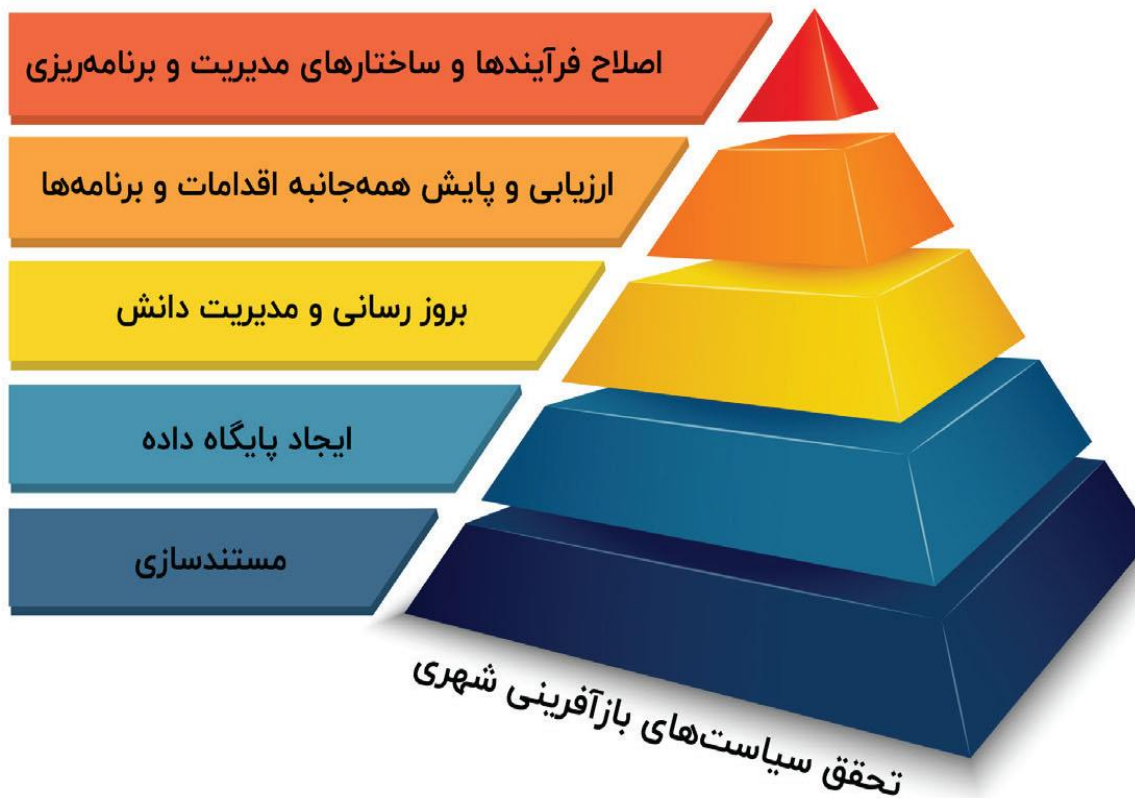 اصلاح فرآیندها و ساختارهای مدیریت و برنامه‌ریزی
ارزیابی و پایش همه‌جانبه اقدامات و برنامه‌ها
بروز رسانی و مدیریت دانش
ایجاد پایگاه داده
مستندسازی
تحقق سیاست‌های بازآفرینی شهری